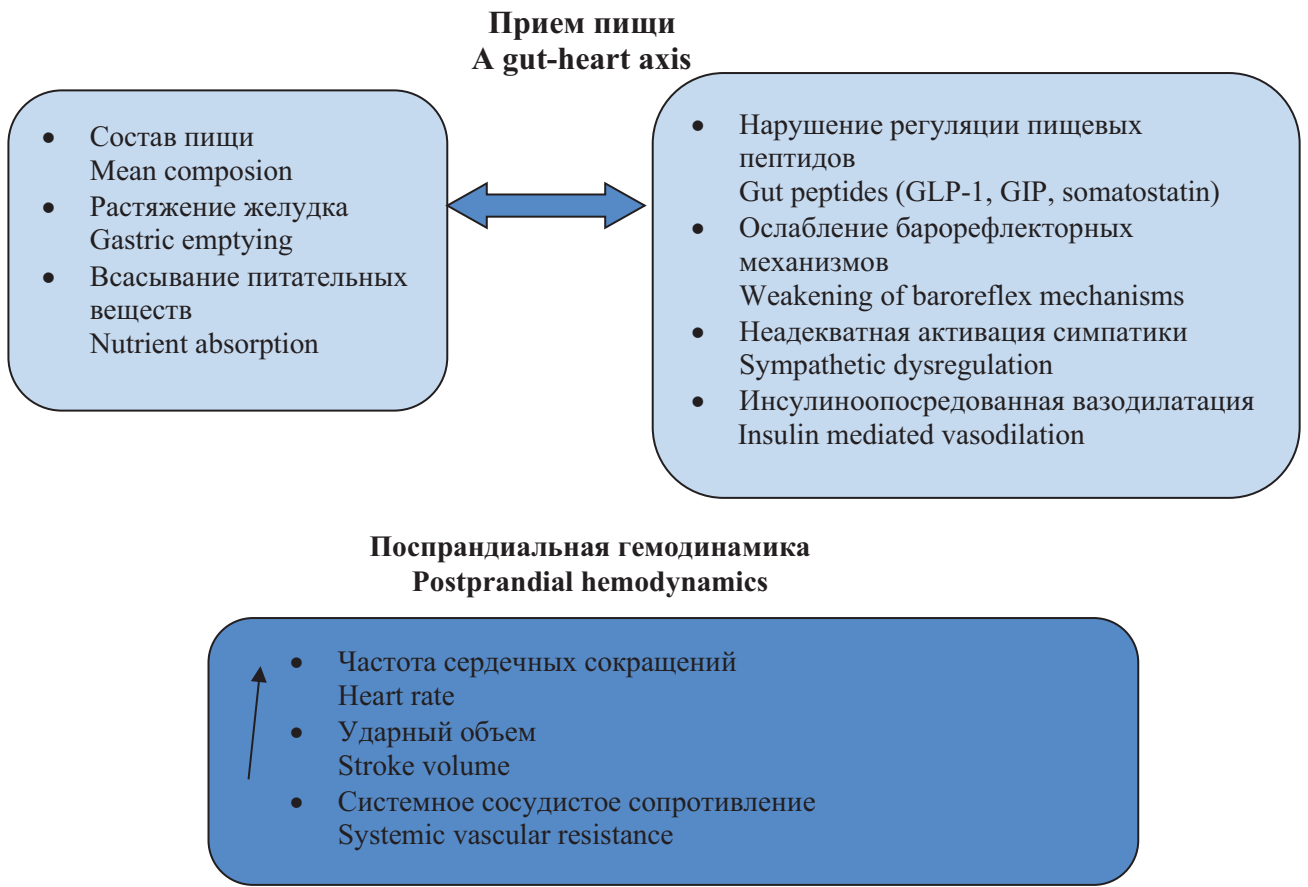 Прием пищи
A gut-heart axis
• Состав пищи
Mean composion
• Растяжение желудка
Gastric emptying
• Всасывание питательных
веществ
Nutrient absorption
• Нарушение регуляции пищевых
пептидов
Gut peptides (GLP-1, GIP, somatostatin)
• Ослабление барорефлекторных
механизмов
Weakening of baroreflex mechanisms
• Неадекватная активация симпатики
Sympathetic dysregulation
• Инсулиноопосредованная вазодилатация
Insulin mediated vasodilation
Поспрандиальная гемодинамика
Postprandial hemodynamics
• Частота сердечных сокращений
Heart rate
• Ударный объем
Stroke volume
• Системное сосудистое сопротивление
Systemic vascular resistance